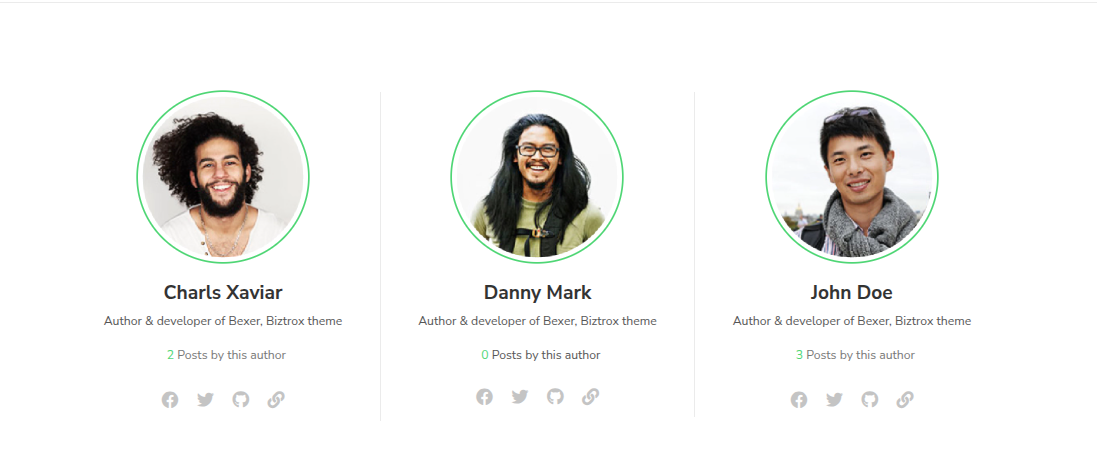 Charls Xaviar
Author & developer of Bexer, Biztrox theme
2 Posts by this author
Danny Mark
Author & developer of Bexer, Biztrox theme
0 Posts by this author
John Doe
Author & developer of Bexer, Biztrox theme
3 Posts by this author